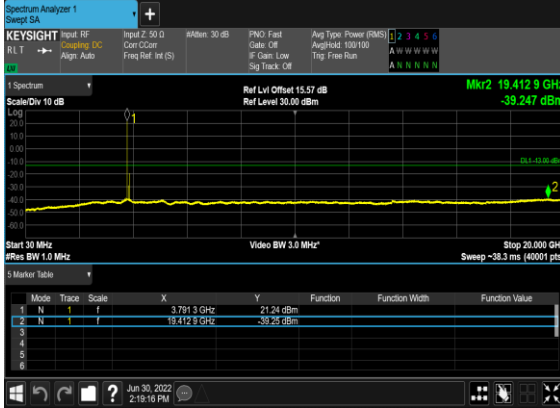 Spectrum Analyzer 1
Swept SA
+
KEYSIGHT
RLT
Input: RF
Coupling: DC
Align: Auto
Input Z: 50 Ω
Corr CCorr
Freq Ref: Int (S)
#Atten: 30 dB
PNO: Fast
Gate: Off
IF Gain: Low
Sig Track: Off
Avg Type: Power (RMS)
Avg|Hold: 100/100
Trig: Free Run
1 2 3 4 5 6
A W W W W W
A N N N N N
1 Spectrum
Scale/Div 10 dB
Ref Lvl Offset 15.57 dB
Ref Level 30.00 dBm
Mkr2 19.412 9 GHz
-39.247 dBm
Log
20.0
10.0
0.00
-10.0
-20.0
-30.0
-40.0
-50.0
-60.0
1
DL1 -13.00 dBm
2
Start 30 MHz
#Res BW 1.0 MHz
Video BW 3.0 MHz*
Stop 20.000 GHz
Sweep ~38.3 ms (40001 pts)
5 Marker Table
Mode Trace Scale X Y Function Function Width Function Value
1 N 1 f 3.791 3 GHz 21.24 dBm
2 N 1 f 19.412 9 GHz -39.25 dBm
3
4
5
6
?
Jun 30, 2022
2:19:16 PM